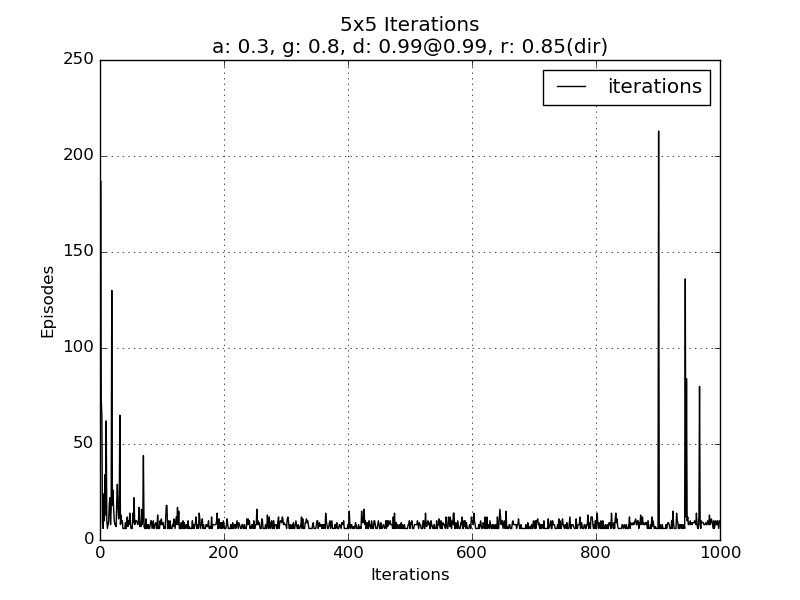 5x5 Iterations
a: 0.3, g: 0.8, d: 0.99@0.99, r: 0.85(dir)
250
iterations
200
150
Episodes
100
50
0
0 200 400 600 800 1000
Iterations